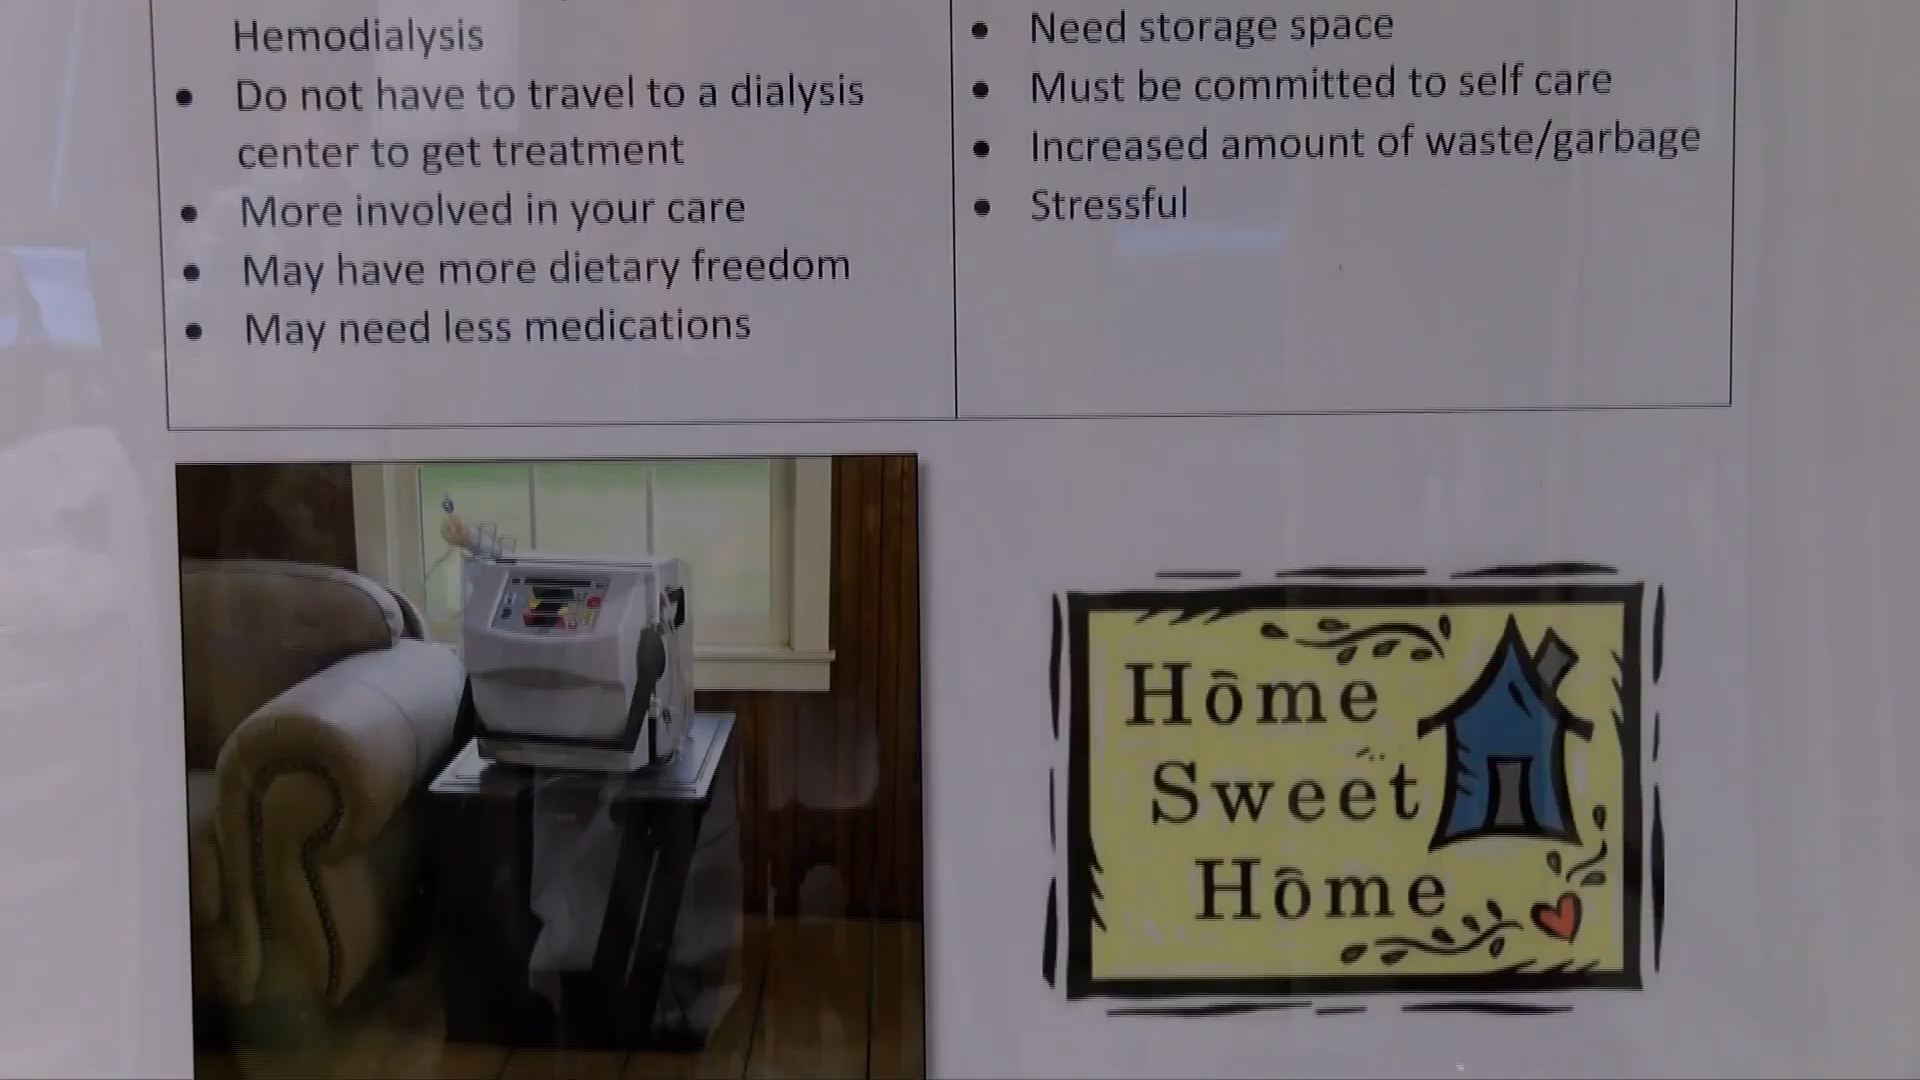 Hemodialysis
• Do not have to travel to a dialysis
center to get treatment
• More involved in your care
• May have more dietary freedom
• May need less medications
• Need storage space
• Must be committed to self care
• Increased amount of waste/garbage
• Stressful
Home
Sweet
Home